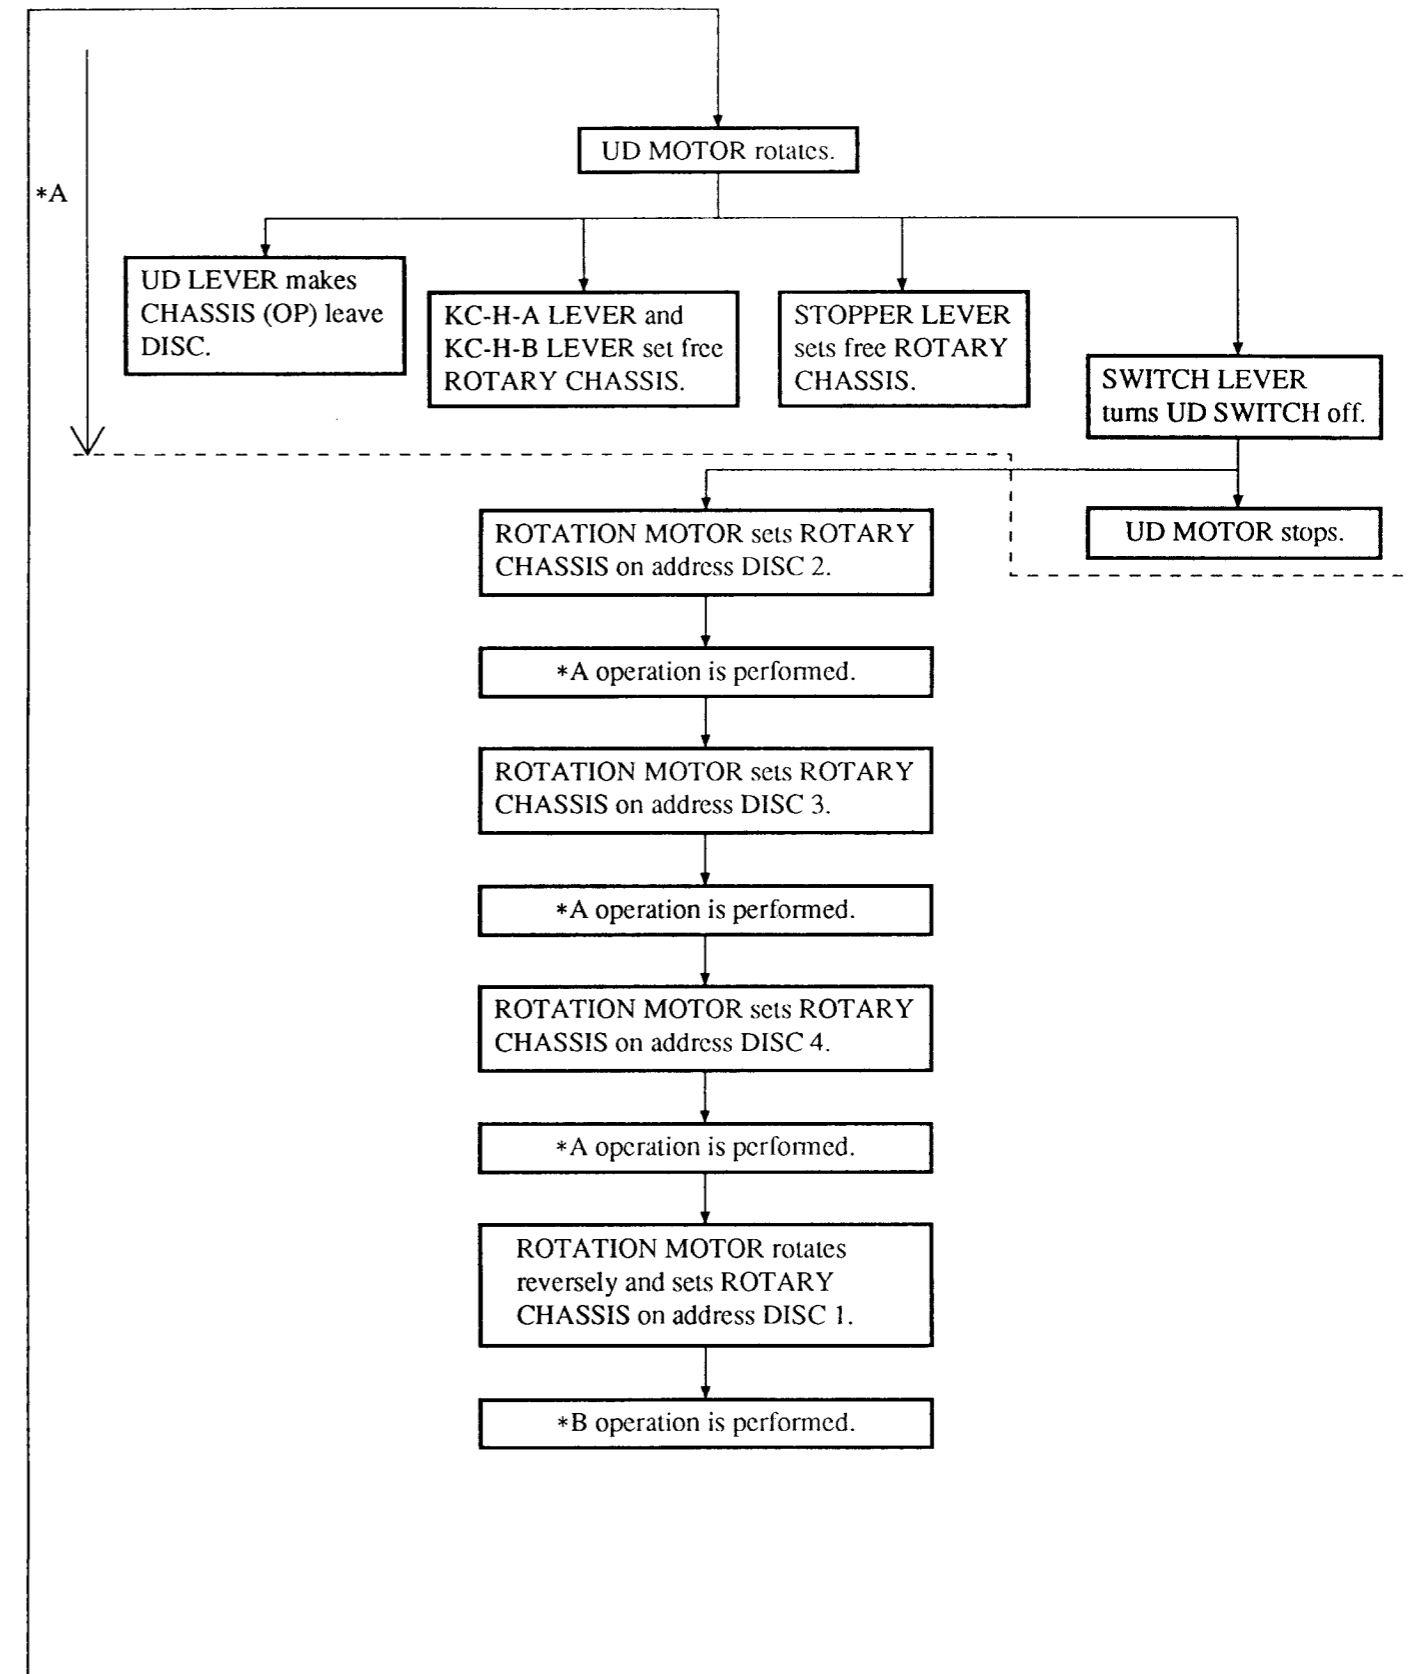 UD MOTOR rotates.
*A
UD LEVER makes
CHASSIS (OP) leave
DISC.
KC-H-A LEVER and
KC-H-B LEVER set free
ROTARY CHASSIS.
STOPPER LEVER
sets free ROTARY
CHASSIS.
SWITCH LEVER
turns UD SWITCH off.
UD MOTOR stops.
ROTATION MOTOR sets ROTARY
CHASSIS on address DISC 2.
*A operation is performed.
ROTATION MOTOR sets ROTARY
CHASSIS on address DISC 3.
*A operation is performed.
ROTATION MOTOR sets ROTARY
CHASSIS on address DISC 4.
*A operation is performed.
ROTATION MOTOR rotates
reversely and sets ROTARY
CHASSIS on address DISC 1.
*B operation is performed.